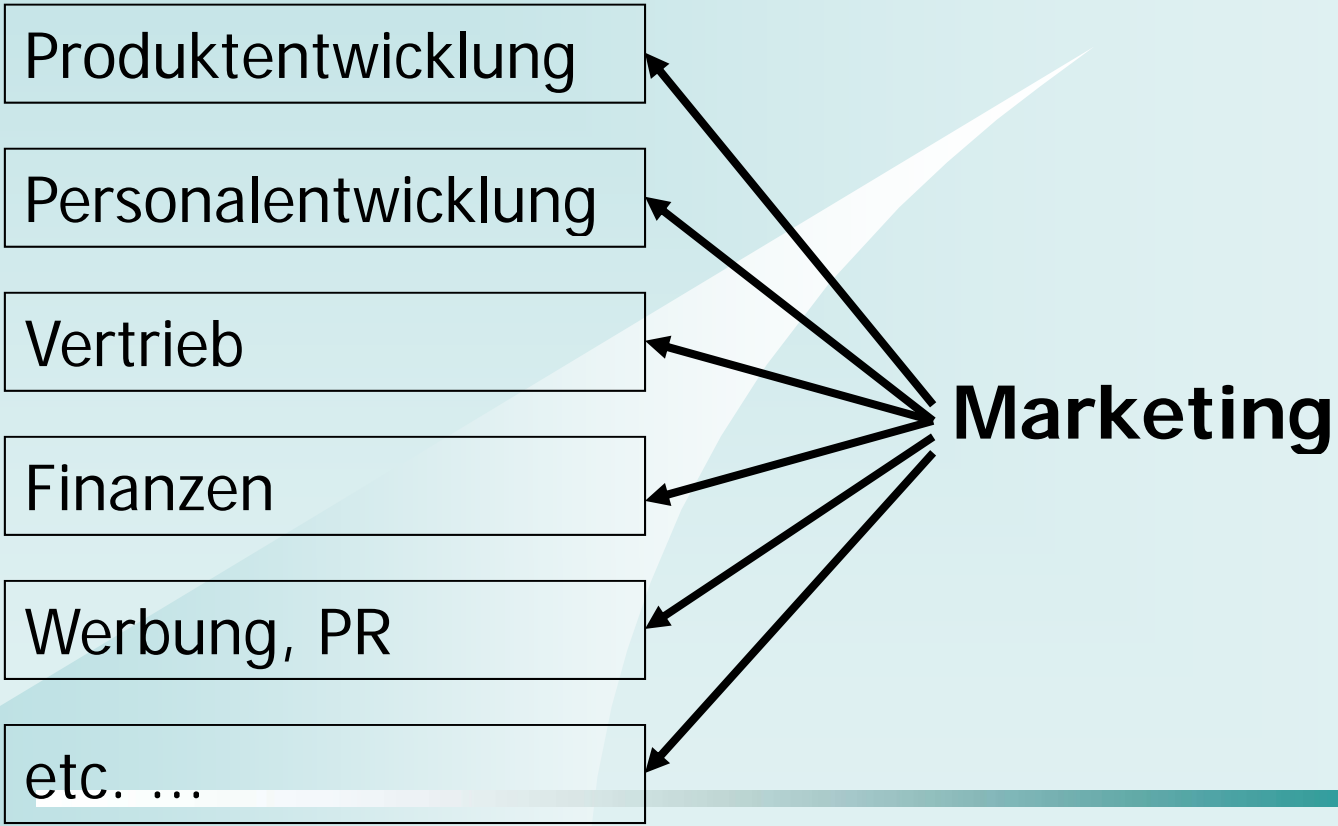 Produktentwicklung
Personalentwicklung
Vertrieb
Finanzen
Werbung, PR
etc. ...
Marketing